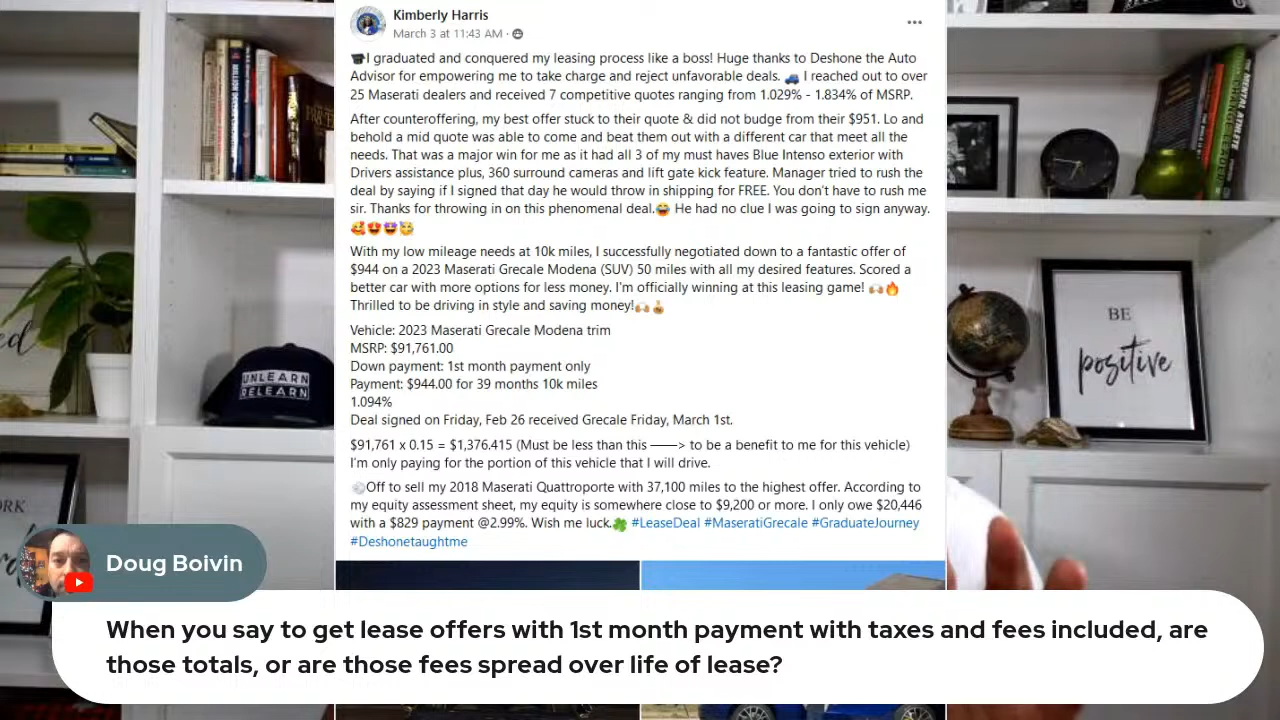 Kimberly Harris
March 3 at 11:43 AM ·
🎓I graduated and conquered my leasing process like a boss! Huge thanks to Deshone the Auto
Advisor for empowering me to take charge and reject unfavorable deals. 🚙 I reached out to over
25 Maserati dealers and received 7 competitive quotes ranging from 1.029% - 1.834% of MSRP.
After counteroffering, my best offer stuck to their quote & did not budge from their $951. Lo and
behold a mid quote was able to come and beat them out with a different car that meet all the
needs. That was a major win for me as it had all 3 of my must haves Blue Intenso exterior with
Drivers assistance plus, 360 surround cameras and lift gate kick feature. Manager tried to rush the
deal by saying if I signed that day he would throw in shipping for FREE. You don't have to rush me
sir. Thanks for throwing in on this phenomenal deal.😂 He had no clue I was going to sign anyway.
With my low mileage needs at 10k miles, I successfully negotiated down to a fantastic offer of
$944 on a 2023 Maserati Grecale Modena (SUV) 50 miles with all my desired features. Scored a
better car with more options for less money. I'm officially winning at this leasing game! 🙌🔥
Thrilled to be driving in style and saving money!🙌
Vehicle: 2023 Maserati Grecale Modena trim
MSRP: $91,761.00
Down payment: 1st month payment only
Payment: $944.00 for 39 months 10k miles
1.094%
Deal signed on Friday, Feb 26 received Grecale Friday, March 1st.
$91,761 x 0.15 = $1,376.415 (Must be less than this ——> to be a benefit to me for this vehicle)
I'm only paying for the portion of this vehicle that I will drive.
Off to sell my 2018 Maserati Quattroporte with 37,100 miles to the highest offer. According to
my equity assessment sheet, my equity is somewhere close to $9,200 or more. I only owe $20,446
with a $829 payment @2.99%. Wish me luck.🍀 #LeaseDeal #MaseratiGrecale #GraduateJourney
#Deshonetaughtme
UNLEARN
RELEARN
BE
positive
THE MENTAL ATHLETE
Doug Boivin
When you say to get lease offers with 1st month payment with taxes and fees included, are
those totals, or are those fees spread over life of lease?